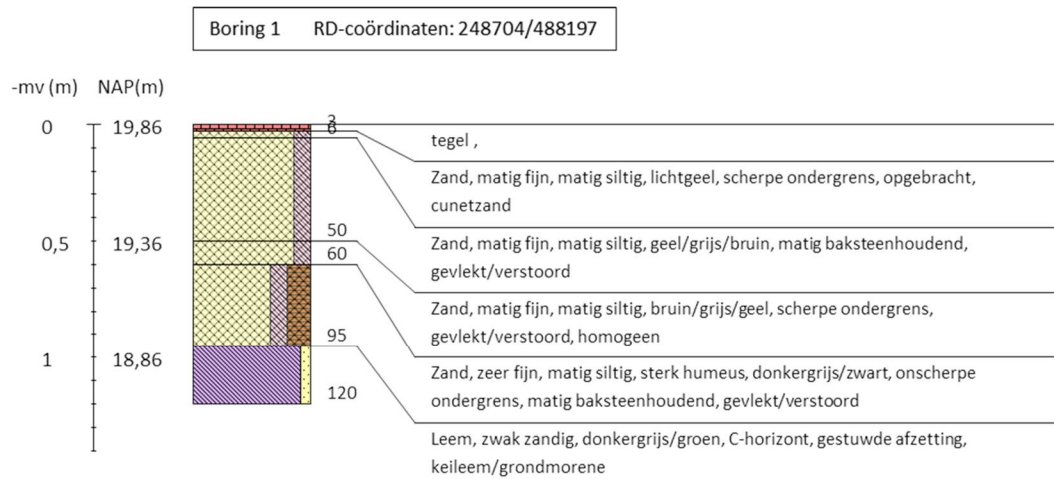 Boring 1 RD-coördinaten: 248704/488197
-mv (m) NAP(m)
0 19,86
3
6
tegel ,
Zand, matig fijn, matig siltig, lichtgeel, scherpe ondergrens, opgebracht,
cunetzand
50
0,5 19,36
Zand, matig fijn, matig siltig, geel/grijs/bruin, matig baksteenhoudend,
gevlekt/verstoord
60
Zand, matig fijn, matig siltig, bruin/grijs/geel, scherpe ondergrens,
gevlekt/verstoord, homogeen
95
1 18,86
Zand, zeer fijn, matig siltig, sterk humeus, donkergrijs/zwart, onscherpe
ondergrens, matig baksteenhoudend, gevlekt/verstoord
120
Leem, zwak zandig, donkergrijs/groen, C-horizont, gestuwde afzetting,
keileem/grondmorene